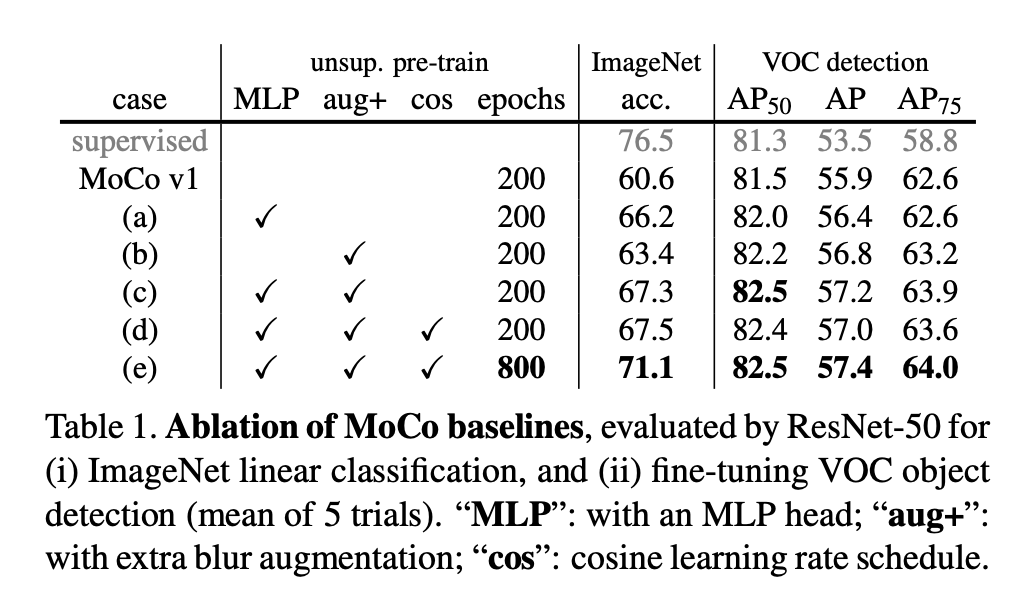 unsup. pre-train ImageNet VOC detection
case MLP aug+ cos epochs acc. AP50 AP AP75
supervised 76.5 81.3 53.5 58.8
MoCo v1 200 60.6 81.5 55.9 62.6
(a) ✓ 200 66.2 82.0 56.4 62.6
(b) ✓ 200 63.4 82.2 56.8 63.2
(c) ✓ ✓ 200 67.3 82.5 57.2 63.9
(d) ✓ ✓ ✓ 200 67.5 82.4 57.0 63.6
(e) ✓ ✓ ✓ 800 71.1 82.5 57.4 64.0
Table 1. Ablation of MoCo baselines, evaluated by ResNet-50 for
(i) ImageNet linear classification, and (ii) fine-tuning VOC object
detection (mean of 5 trials). “MLP”: with an MLP head; “aug+”:
with extra blur augmentation; “cos”: cosine learning rate schedule.